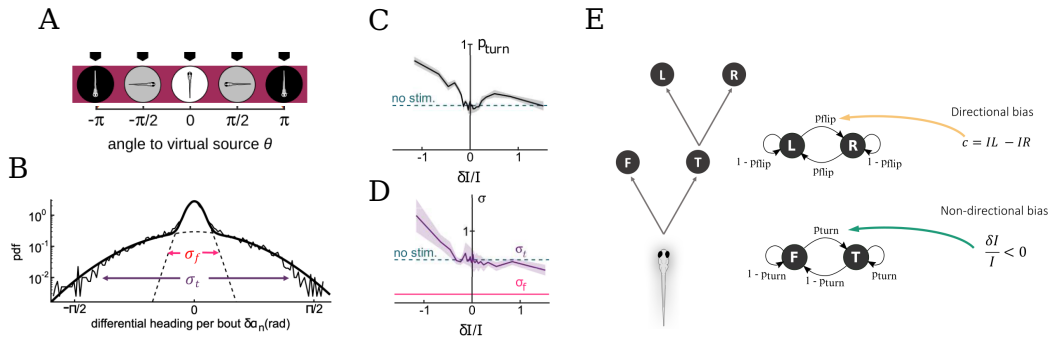 A
-π -π/2 0 π/2 π
angle to virtual source θ
B
pdf
10⁰
10⁻¹
10⁻²
σf
σt
−π/2 0 π/2
differential heading per bout δαn(rad)
C
1 pturn
no stim.
-1 0 1
δI/I
D
σ
1
no stim.
σt
σf
-1 0 1
δI/I
E
L R
F T
Directional bias
c = IL − IR
Pflip
L R
1 - Pflip 1 - Pflip
Pflip
Non-directional bias
δI/I < 0
Pturn
F T
1 - Pturn Pturn
1 - Pturn